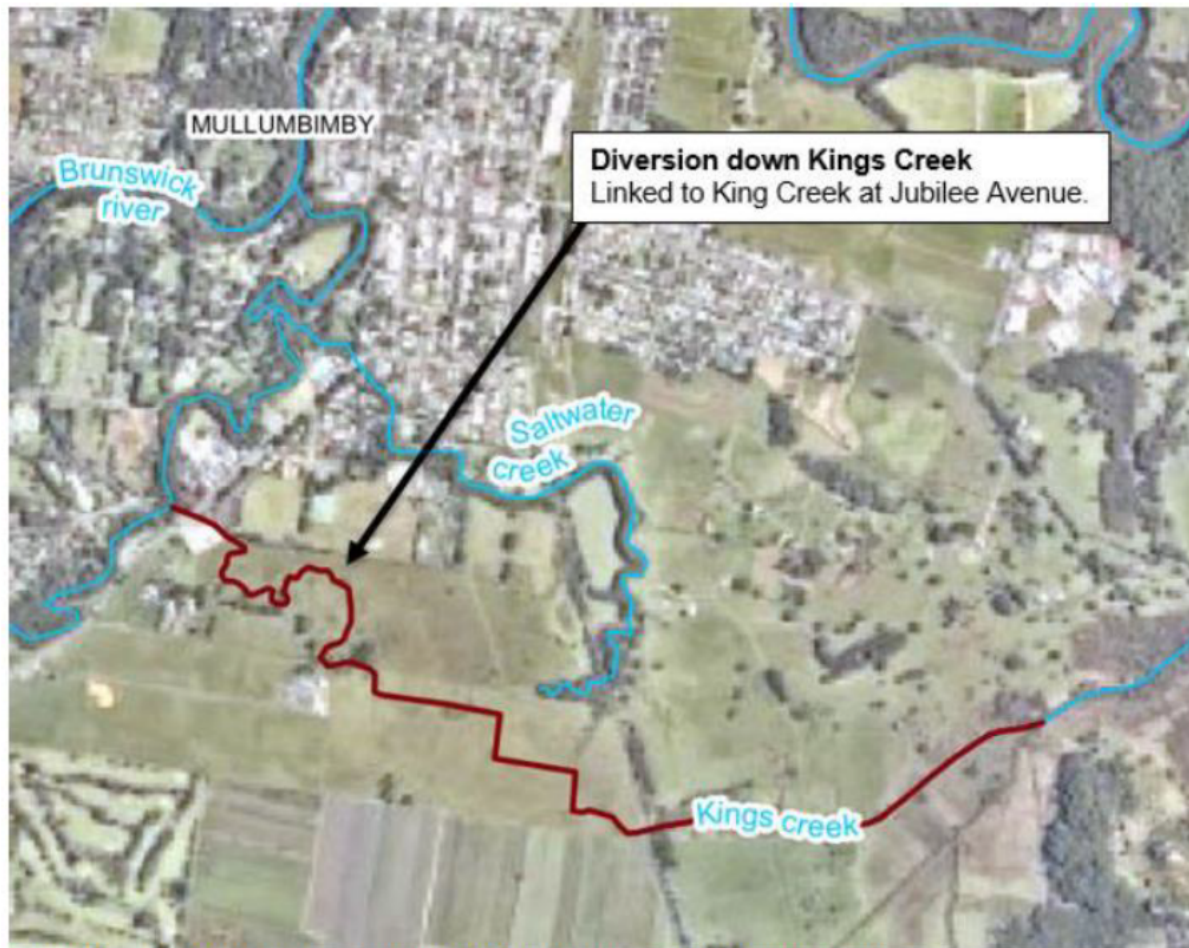 MULLUMBIMBY
Brunswick
river
Diversion down Kings Creek
Linked to King Creek at Jubilee Avenue.
Saltwater
creek
Kings creek